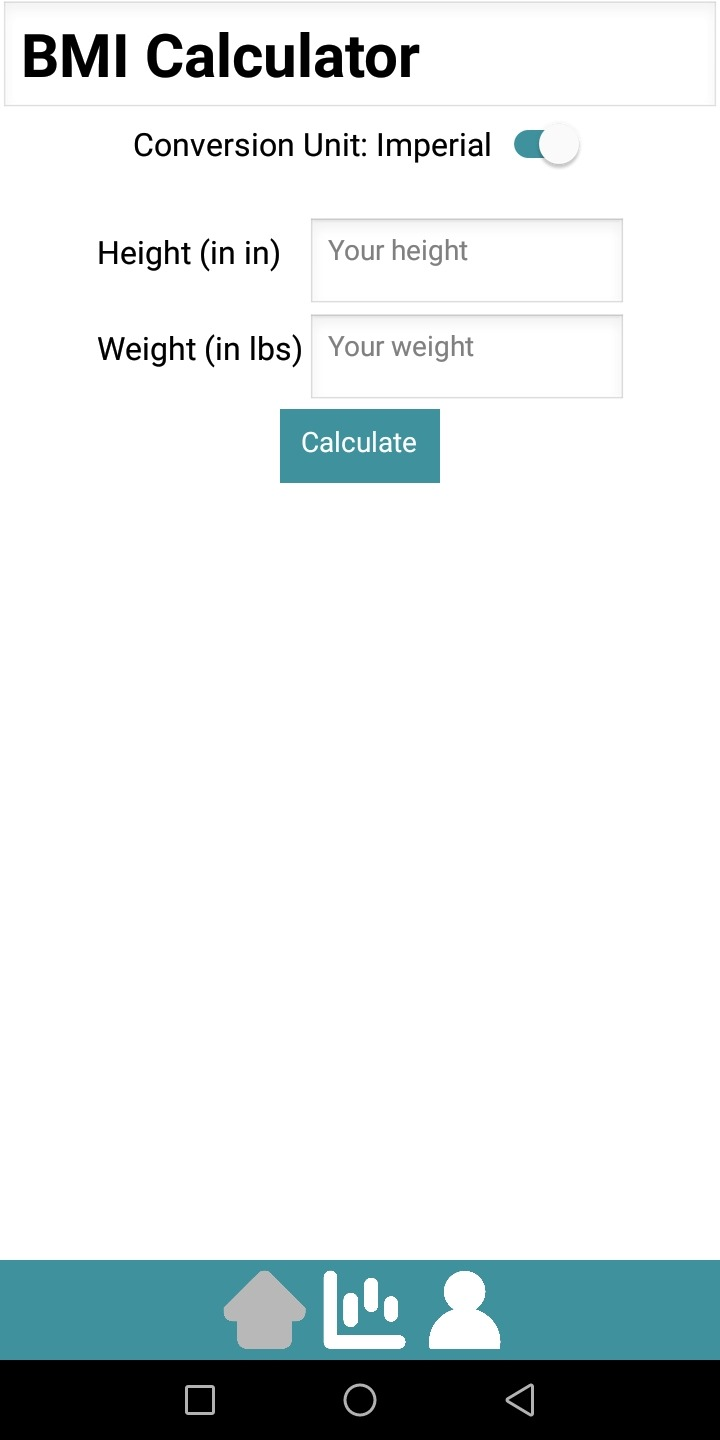 BMI Calculator
Conversion Unit: Imperial
Height (in in)
Your height
Weight (in lbs)
Your weight
Calculate